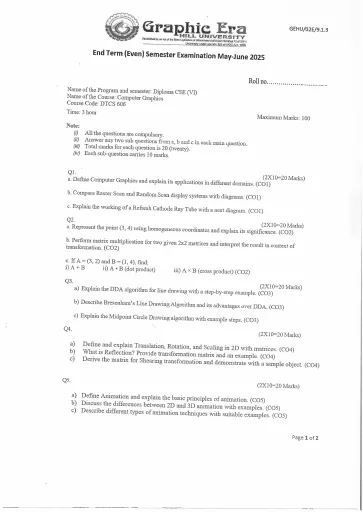 Graphic Era
HILL UNIVERSITY
GEHU/02E/9.1.3
End Term (Even) Semester Examination May-June 2025
Roll no...........................
Name of the Program and semester: Diploma CSE (VI)
Name of the Course: Computer Graphics
Course Code: DTCS 606
Time: 3 hour
Maximum Marks: 100
Note:
(i) All the questions are compulsory.
(ii) Answer any two sub questions from a, b and c in each main question.
(iii) Total marks for each question is 20 (twenty).
(iv) Each sub question carries 10 marks.
Q1.
(2X10=20 Marks)
a. Define Computer Graphics and explain its applications in different domains. (CO1)
b. Compare Raster Scan and Random Scan display systems with diagrams. (CO1)
c. Explain the working of a Refresh Cathode Ray Tube with a neat diagram. (CO1)
Q2.
(2X10=20 Marks)
a. Represent the point (3, 4) using homogeneous coordinates and explain its significance. (CO2)
b. Perform matrix multiplication for two given 2x2 matrices and interpret the result in context of
transformation. (CO2)
c. If A = (3, 2) and B = (1, 4), find:
i) A + B ii) A • B (dot product) iii) A × B (cross product) (CO2)
Q3.
(2X10=20 Marks)
a) Explain the DDA algorithm for line drawing with a step-by-step example. (CO3)
b) Describe Bresenham's Line Drawing Algorithm and its advantages over DDA. (CO3)
c) Explain the Midpoint Circle Drawing algorithm with example steps. (CO3)
Q4.
(2X10=20 Marks)
a) Define and explain Translation, Rotation, and Scaling in 2D with matrices. (CO4)
b) What is Reflection? Provide transformation matrix and an example. (CO4)
c) Derive the matrix for Shearing transformation and demonstrate with a sample object. (CO4)
Q5.
(2X10=20 Marks)
a) Define Animation and explain the basic principles of animation. (CO5)
b) Discuss the differences between 2D and 3D animation with examples. (CO5)
c) Describe different types of animation techniques with suitable examples. (CO5)
Page 1 of 2